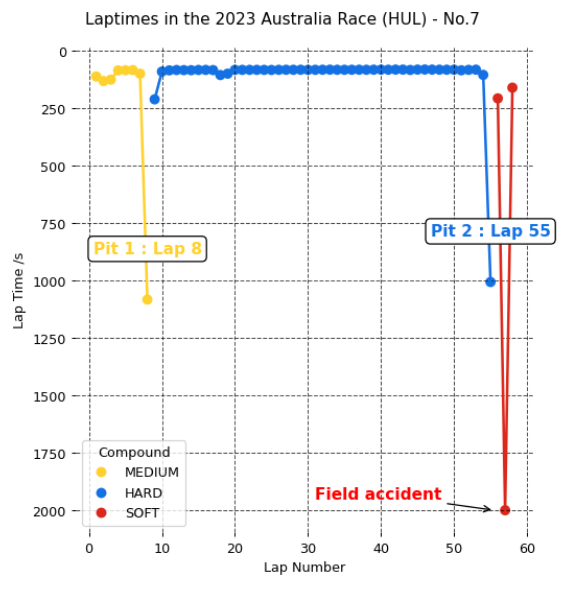 Laptimes in the 2023 Australia Race (HUL) - No.7
Lap Time /s
0
250
500
750
1000
1250
1500
1750
2000
Pit 1 : Lap 8
Pit 2 : Lap 55
Field accident
Compound
MEDIUM
HARD
SOFT
0 10 20 30 40 50 60
Lap Number